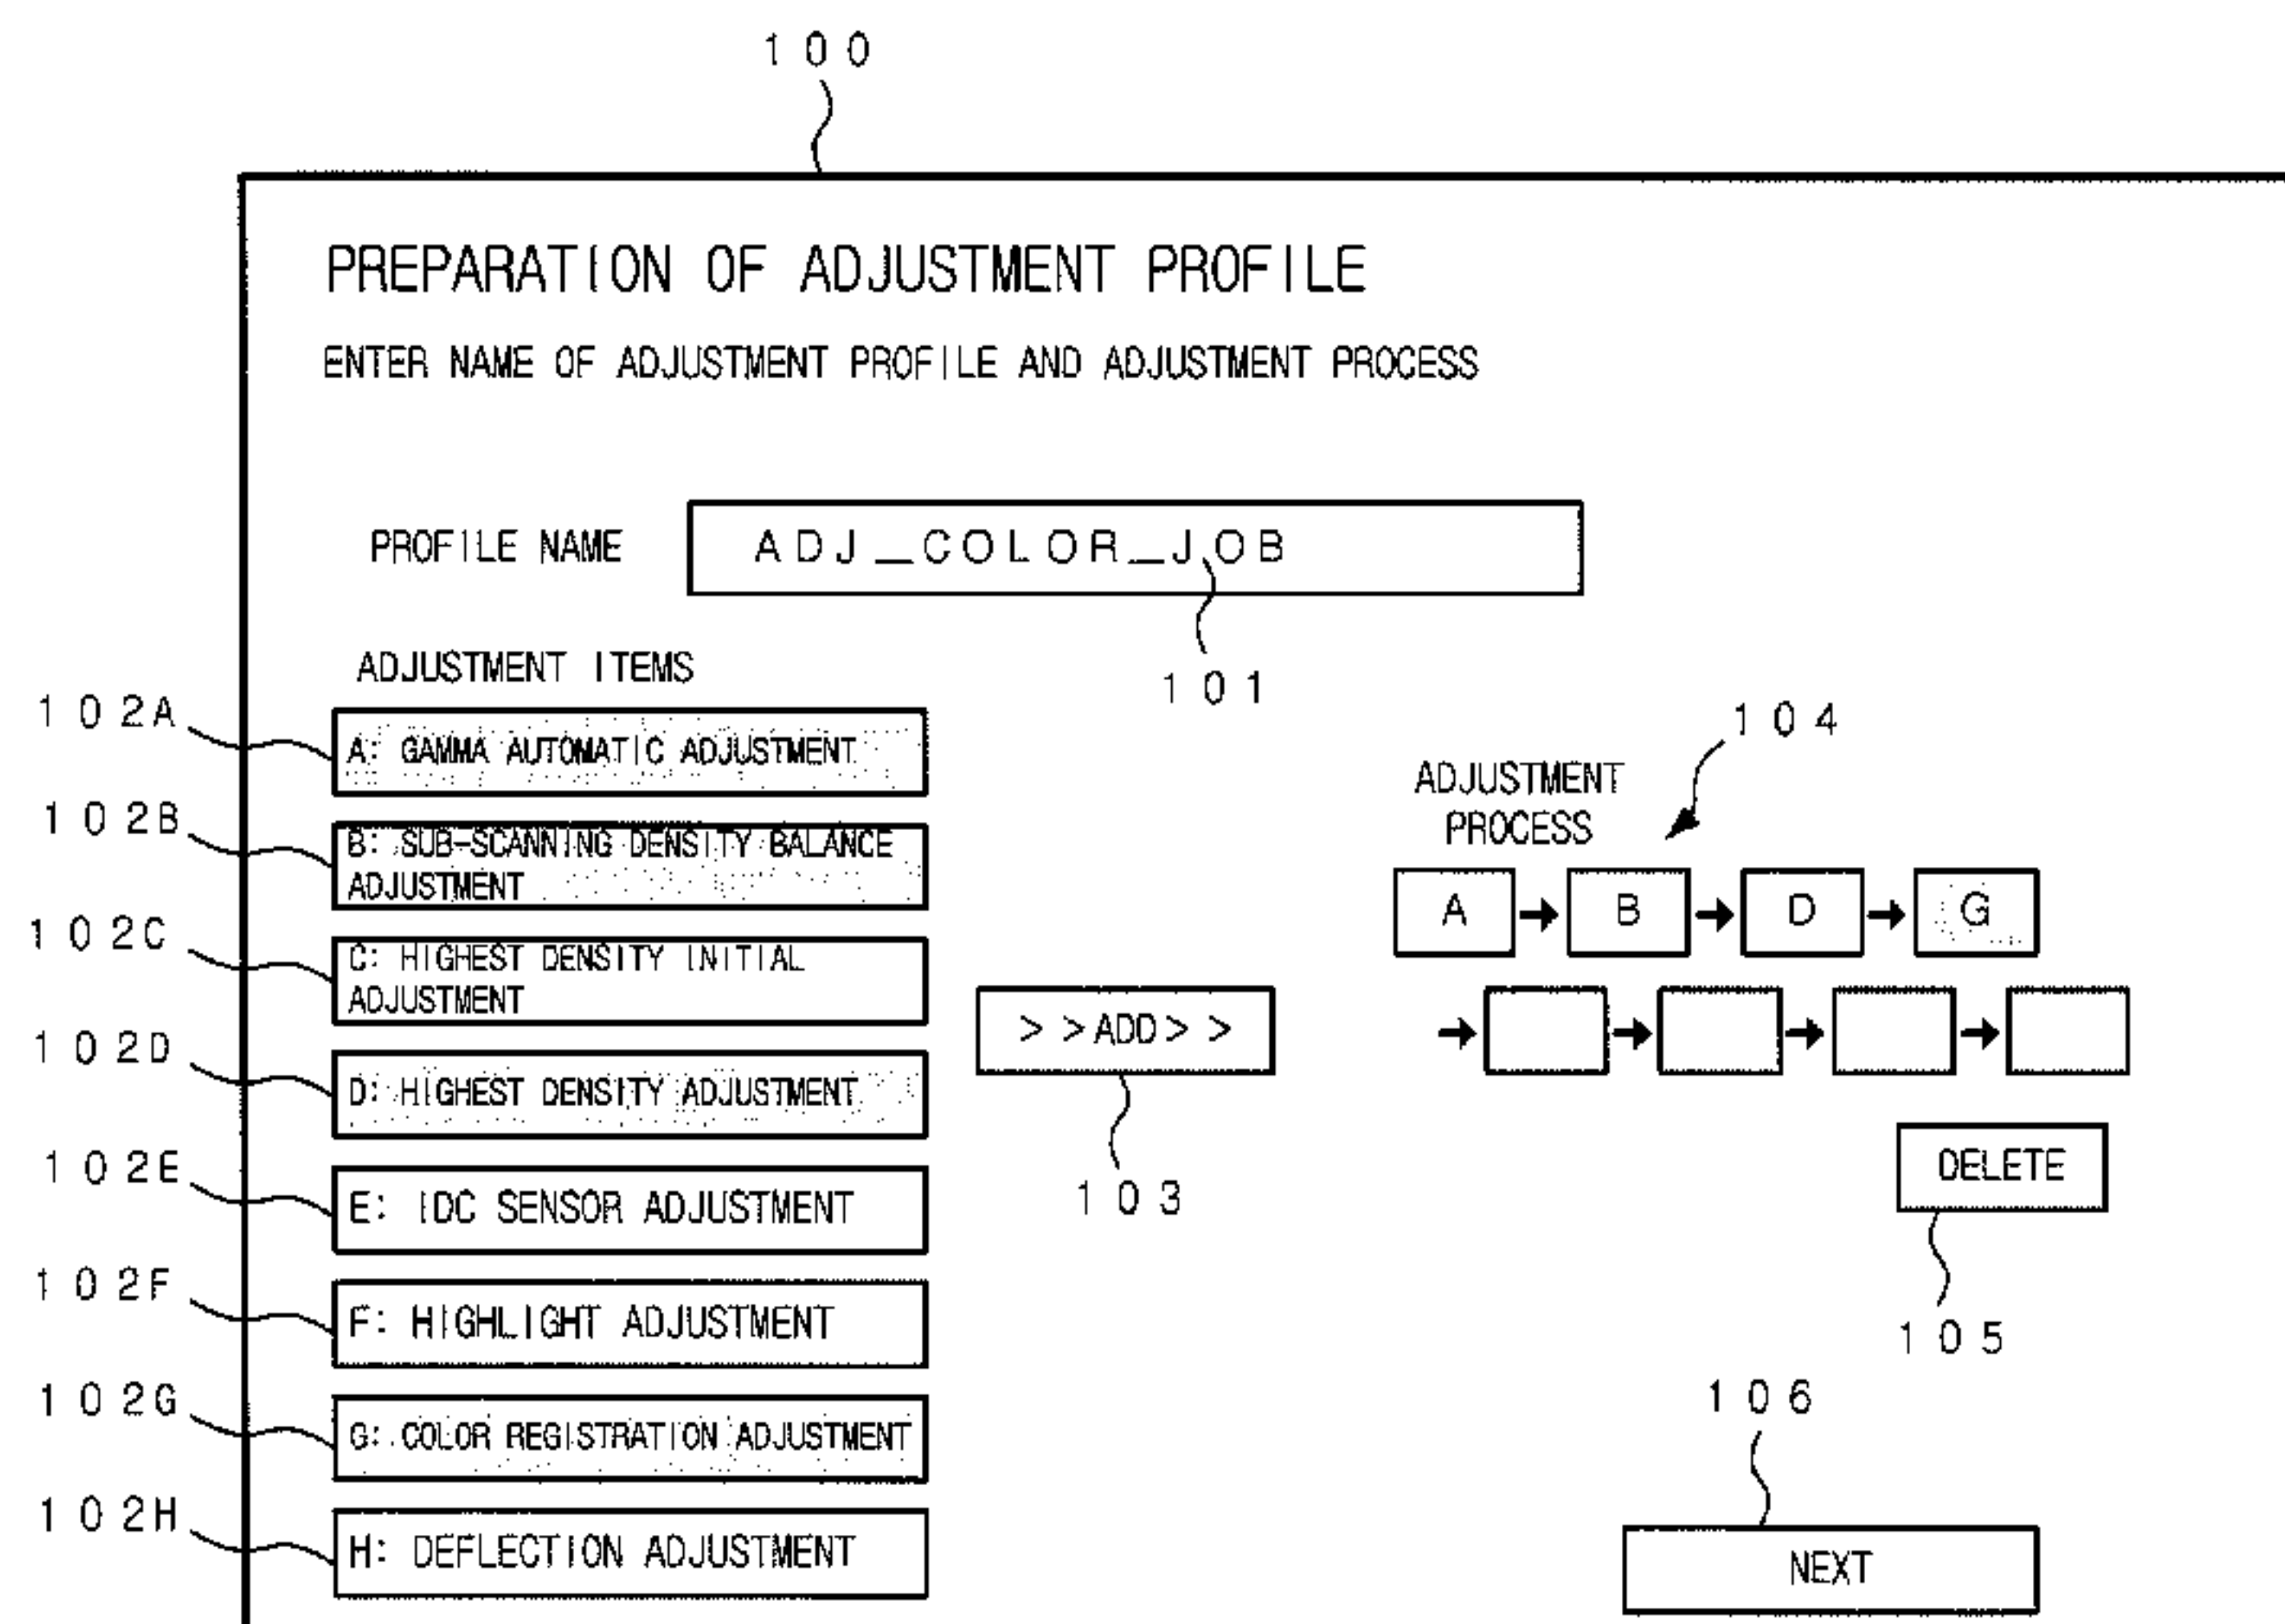 100
PREPARATION OF ADJUSTMENT PROFILE
ENTER NAME OF ADJUSTMENT PROFILE AND ADJUSTMENT PROCESS
PROFILE NAME
ADJ_COLOR_JOB
101
ADJUSTMENT ITEMS
102A
A: GAMMA AUTOMATIC ADJUSTMENT
102B
B: SUB-SCANNING DENSITY BALANCE
ADJUSTMENT
102C
C: HIGHEST DENSITY INITIAL
ADJUSTMENT
102D
D: HIGHEST DENSITY ADJUSTMENT
102E
E: IDC SENSOR ADJUSTMENT
102F
F: HIGHLIGHT ADJUSTMENT
102G
G: COLOR REGISTRATION ADJUSTMENT
102H
H: DEFLECTION ADJUSTMENT
>>ADD>>
103
104
ADJUSTMENT
PROCESS
A → B → D → G
→ → → →
DELETE
105
106
NEXT